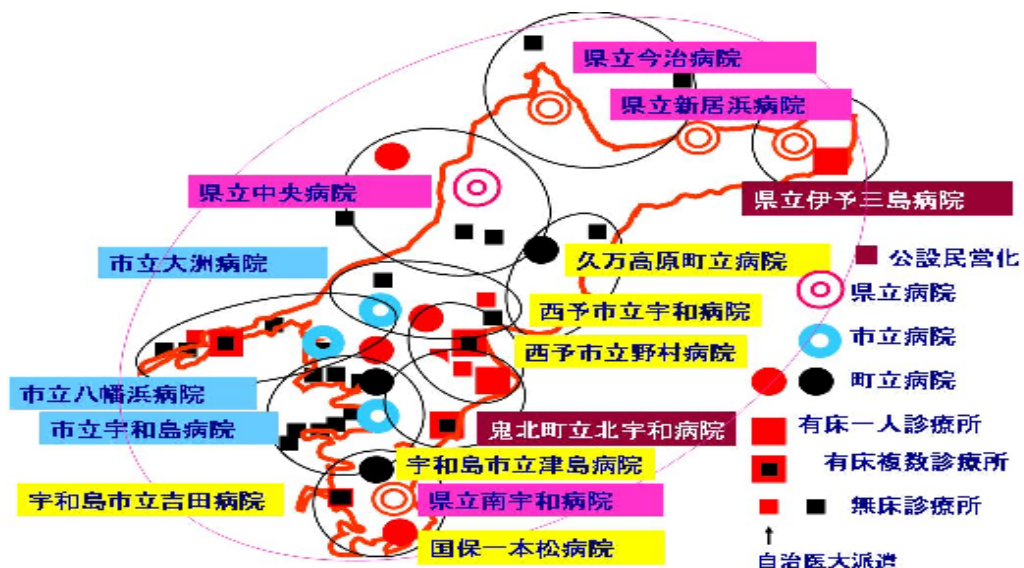 県立今治病院
県立新居浜病院
県立中央病院
県立伊予三島病院
市立大洲病院
久万高原町立病院
公設民営化
県立病院
西予市立宇和病院
市立病院
西予市立野村病院
町立病院
市立八幡浜病院
市立宇和島病院
鬼北町立北宇和病院
有床一人診療所
宇和島市立津島病院
有床複数診療所
宇和島市立吉田病院
県立南宇和病院
無床診療所
国保一本松病院
↑
自治医大派遣